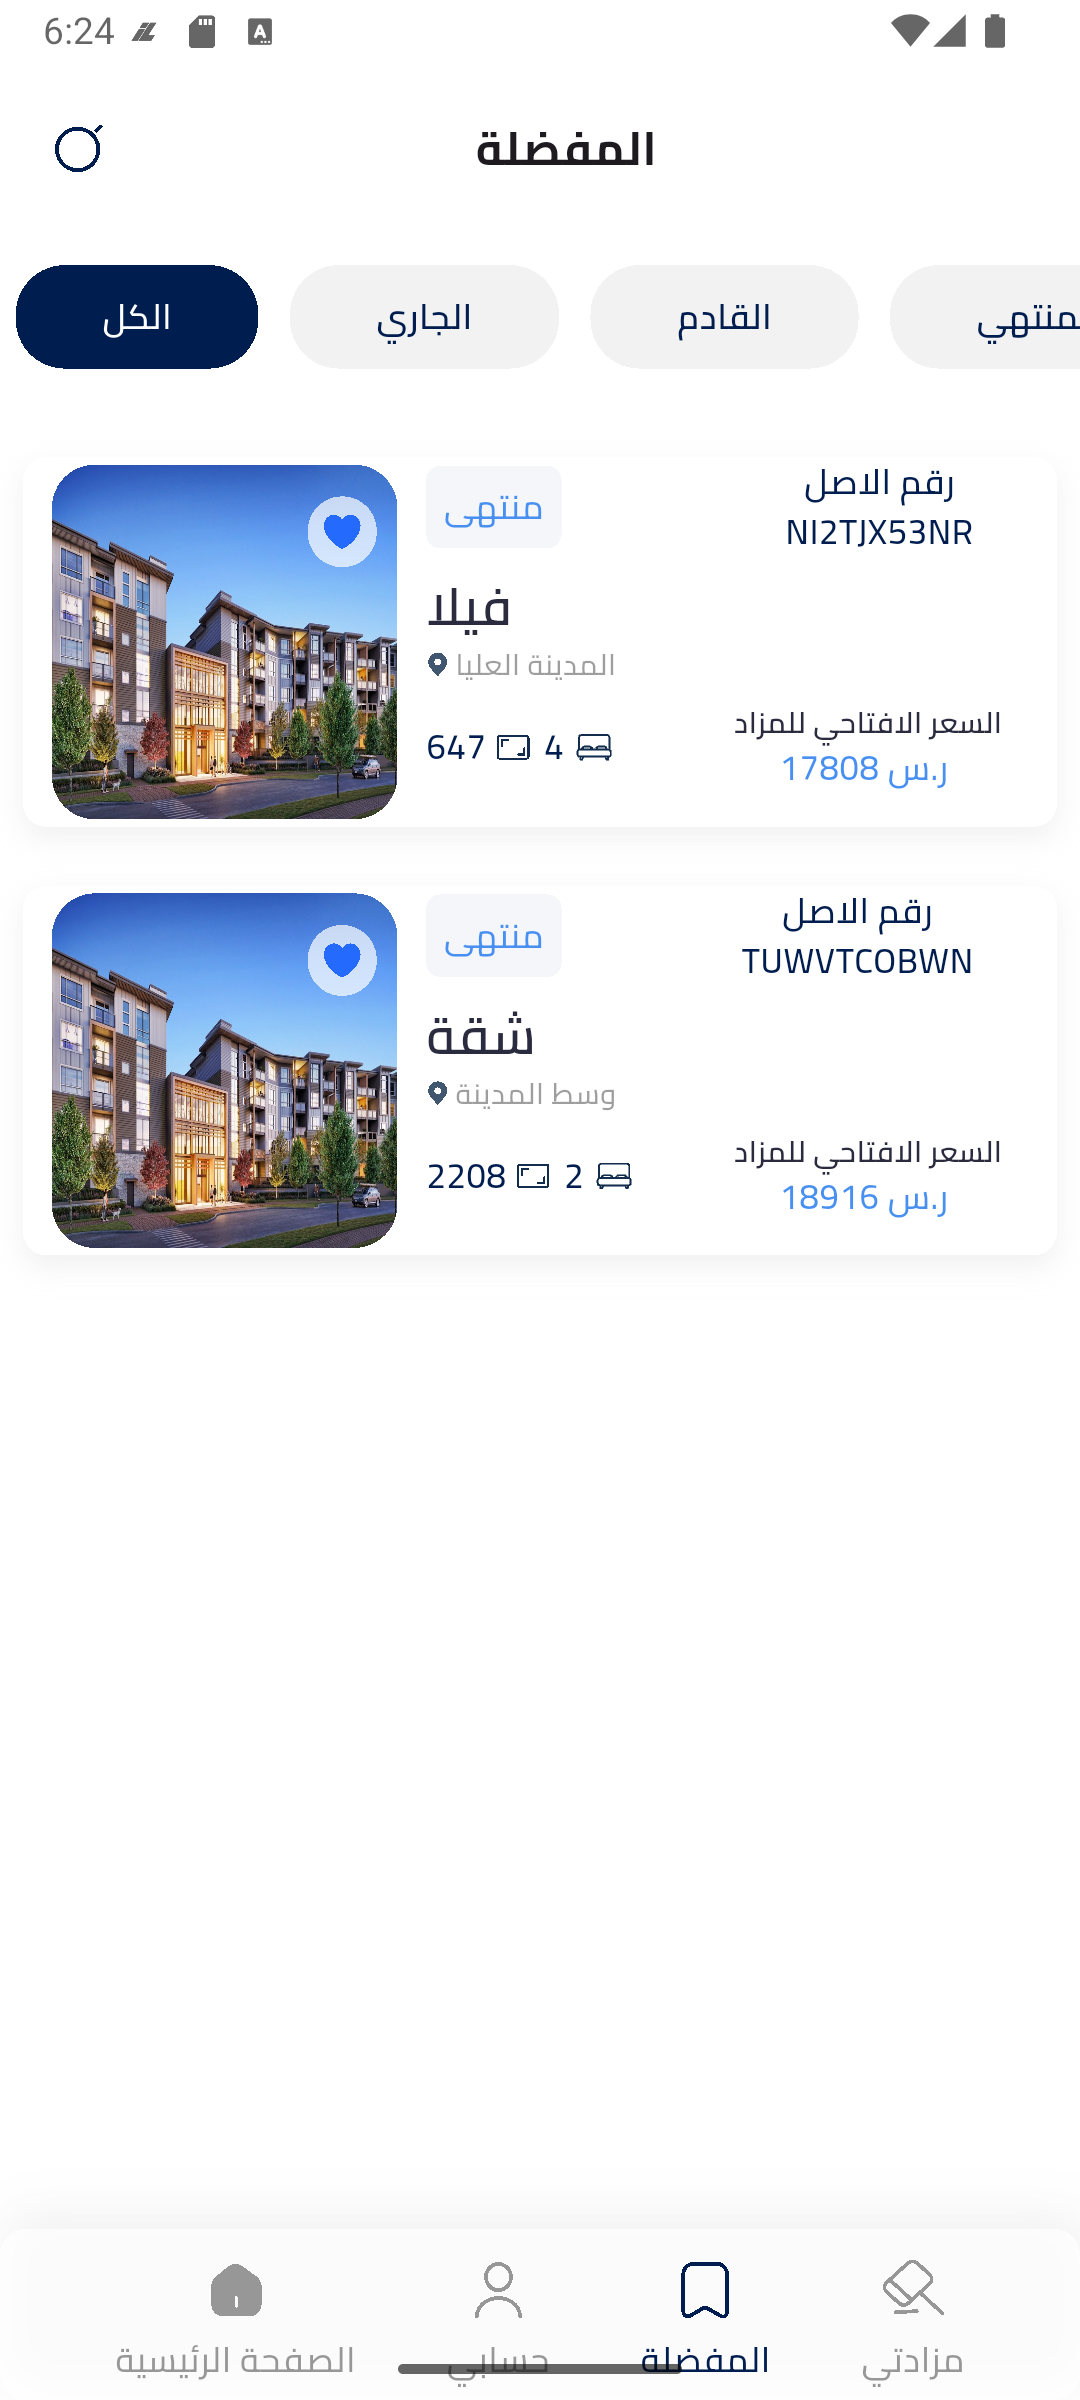 6:24
المفضلة
الكل
الجاري
القادم
منتهي
منتهى
رقم الاصل
NI2TJX53NR
فيلا
المدينة العليا
647 4
السعر الافتتاحي للمزاد
17808 ر.س
منتهى
رقم الاصل
TUWVTCOBWN
شقة
وسط المدينة
2208 2
السعر الافتتاحي للمزاد
18916 ر.س
الصفحة الرئيسية
حسابي
المفضلة
مزادتي